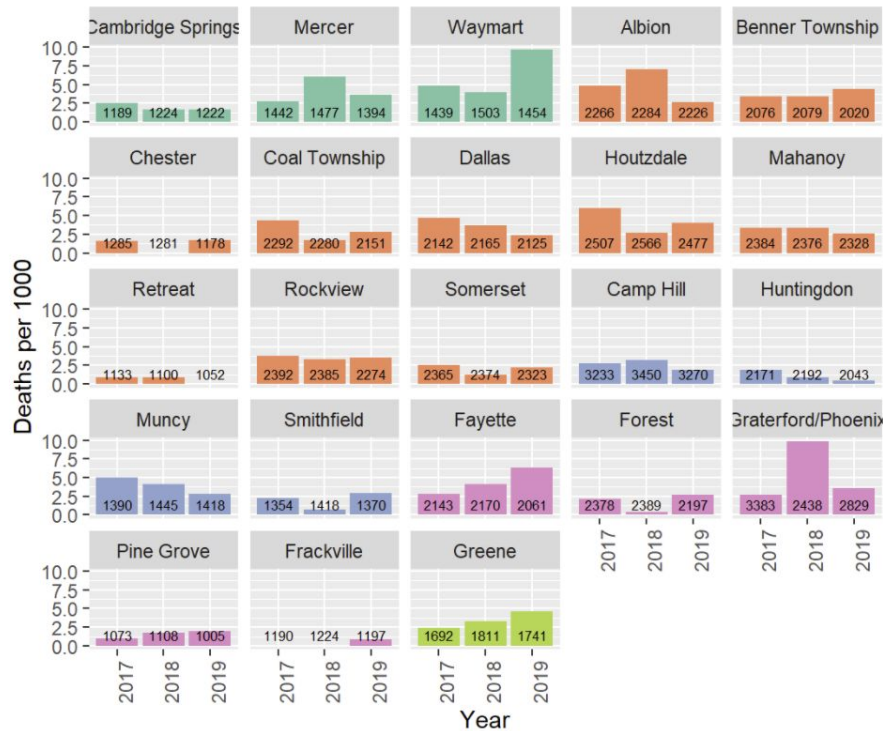 Cambridge Springs Mercer Waymart Albion Benner Township
10.0
7.5
5.0
2.5
0.0
1189 1224 1222 1442 1477 1394 1439 1503 1454 2266 2284 2226 2076 2079 2020
Chester Coal Township Dallas Houtzdale Mahanoy
10.0
7.5
5.0
2.5
0.0
1285 1281 1178 2292 2280 2151 2142 2165 2125 2507 2566 2477 2384 2376 2328
Retreat Rockview Somerset Camp Hill Huntingdon
10.0
7.5
5.0
2.5
0.0
1133 1100 1052 2392 2385 2274 2365 2374 2323 3233 3450 3270 2171 2192 2043
Muncy Smithfield Fayette Forest Graterford/Phoenix
10.0
7.5
5.0
2.5
0.0
1390 1445 1418 1354 1418 1370 2143 2170 2061 2378 2389 2197 3383 2438 2829
2017 2018 2019 2017 2018 2019
Pine Grove Frackville Greene
10.0
7.5
5.0
2.5
0.0
1073 1108 1005 1190 1224 1197 1692 1811 1741
2017 2018 2019 2017 2018 2019 2017 2018 2019
Year
Deaths per 1000